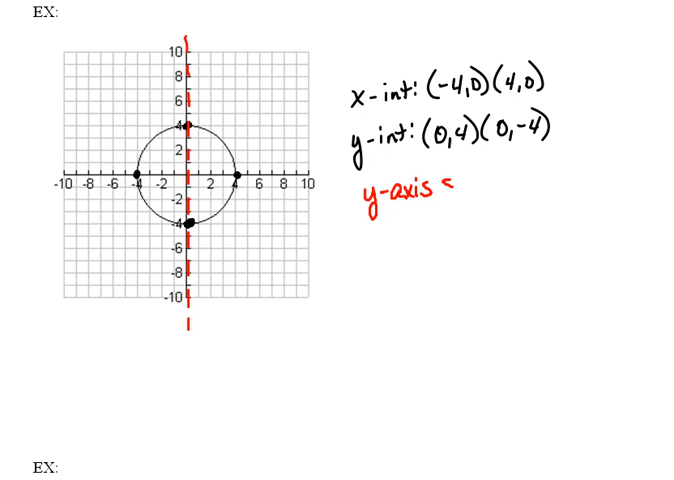 EX:
10
8
6
4
2
-10 -8 -6 -4 2 4 6 8 10
-2
-4
-6
-8
-10
x-int: (-4,0)(4,0)
y-int: (0,4)(0,-4)
y-axis s
EX: